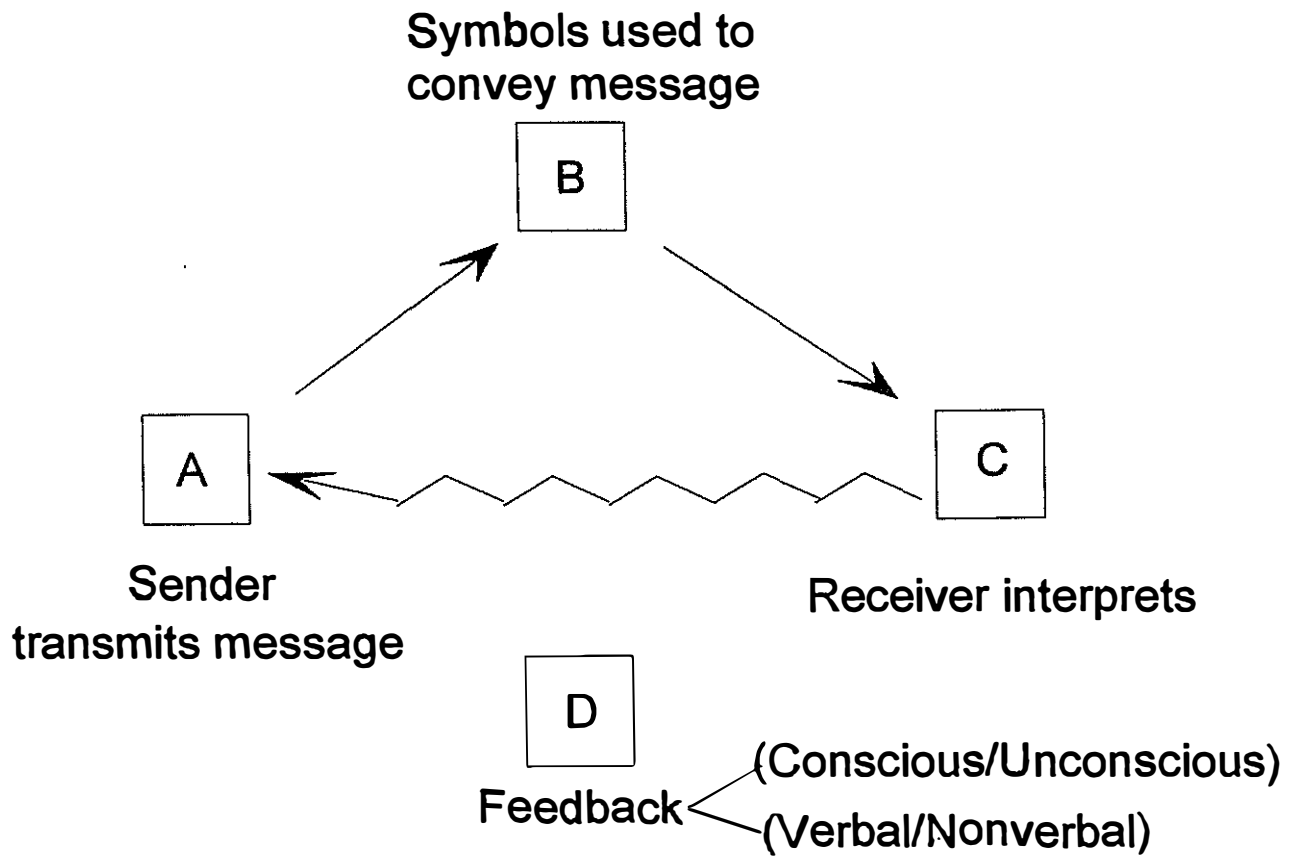 Symbols used to
convey message
B
A
C
Sender
transmits message
Receiver interprets
D
Feedback
(Conscious/Unconscious)
(Verbal/Nonverbal)